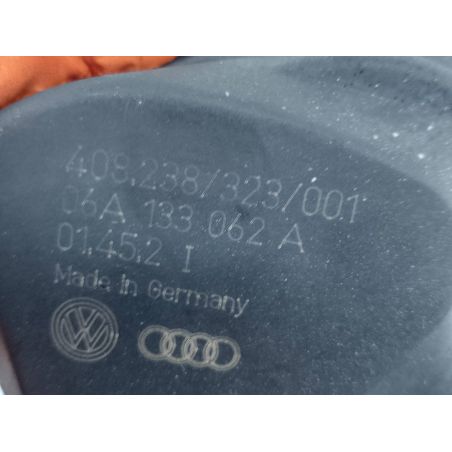 408.238/323/001
06A 133 062 A
01.45.2 I
Made in Germany